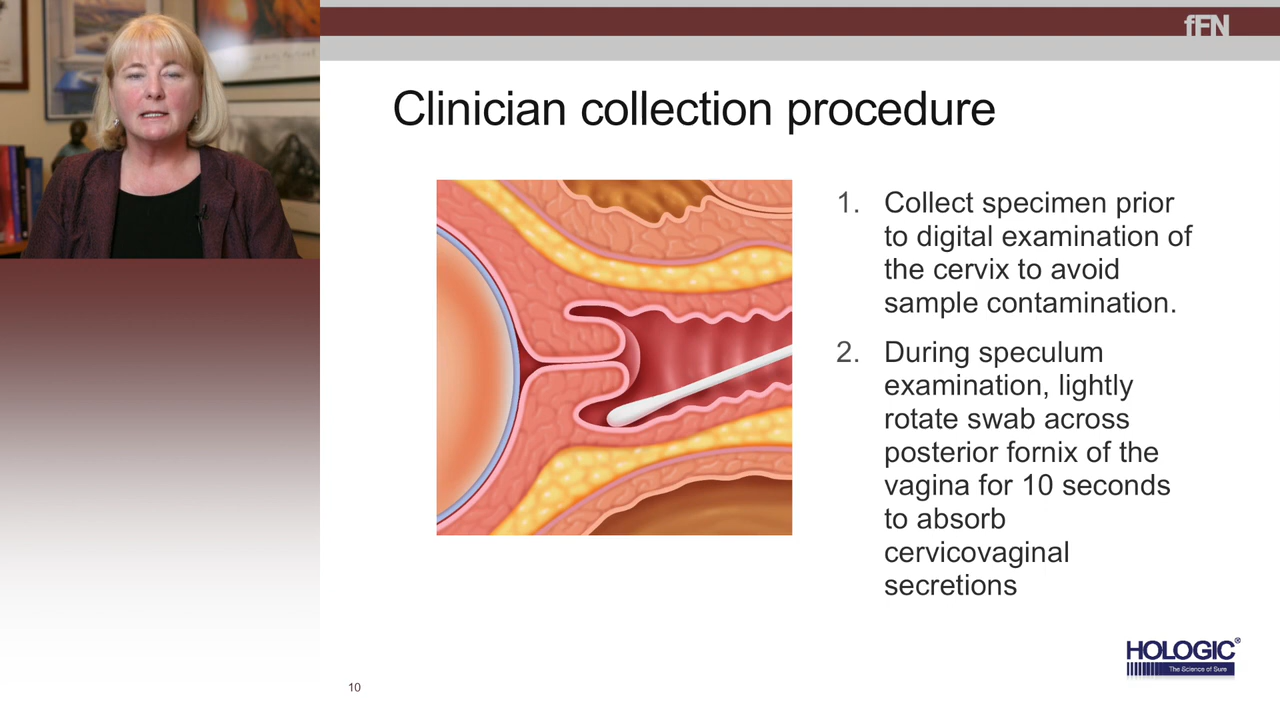 fFN
Clinician collection procedure
1. Collect specimen prior
to digital examination of
the cervix to avoid
sample contamination.
2. During speculum
examination, lightly
rotate swab across
posterior fornix of the
vagina for 10 seconds
to absorb
cervicovaginal
secretions
HOLOGIC®
The Science of Sure
10